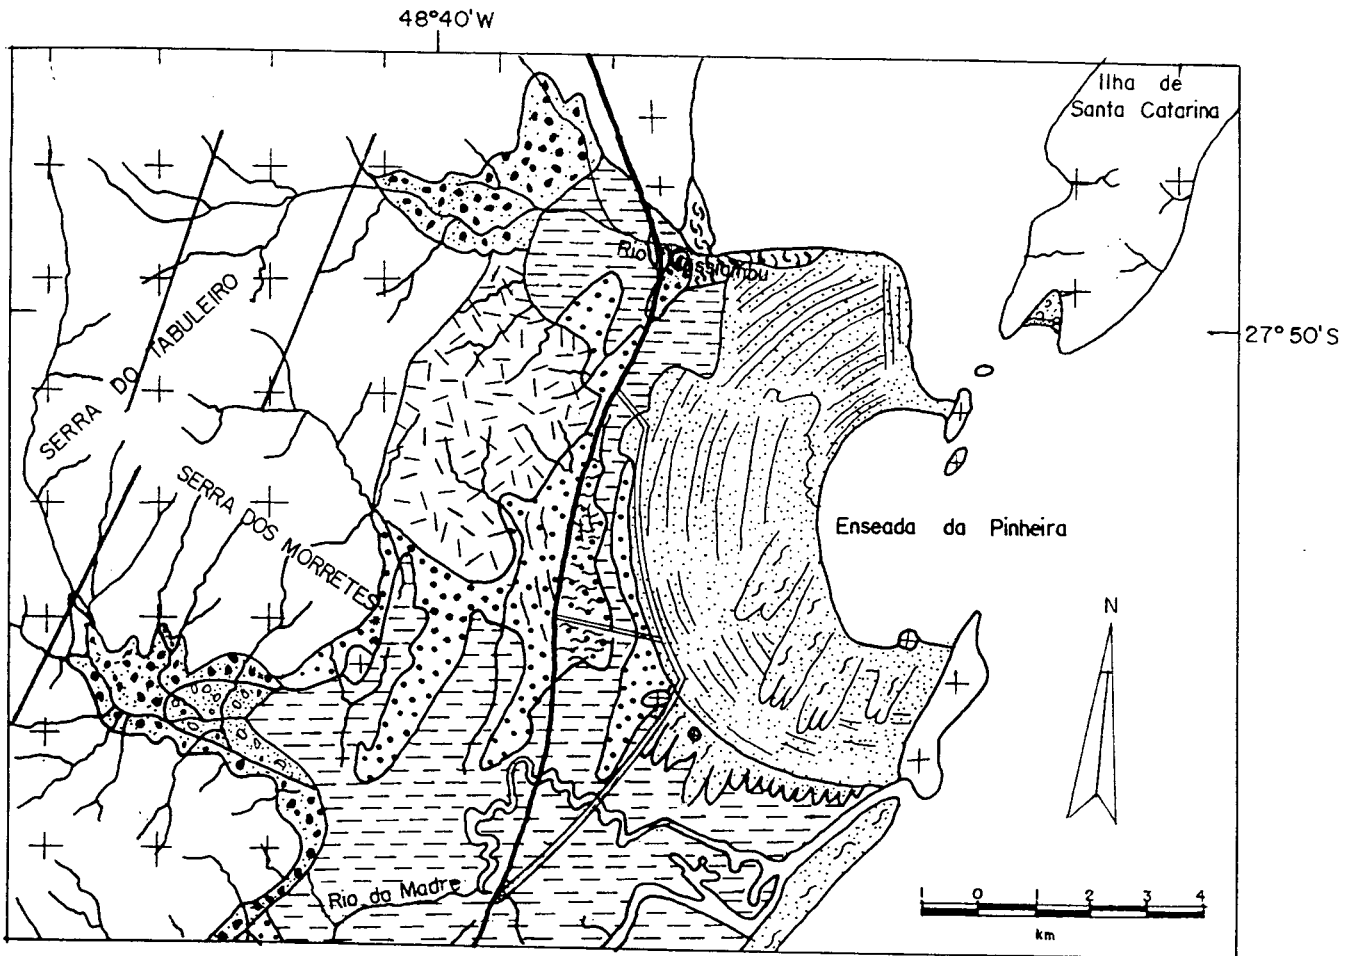 48°40'W
Ilha de
Santa Catarina
Rio
27°50'S
SERRA DO TABULEIRO
SERRA DOS MORRETES
Enseada da Pinheira
N
Rio da Madre
1 0 1 2 3 4
km